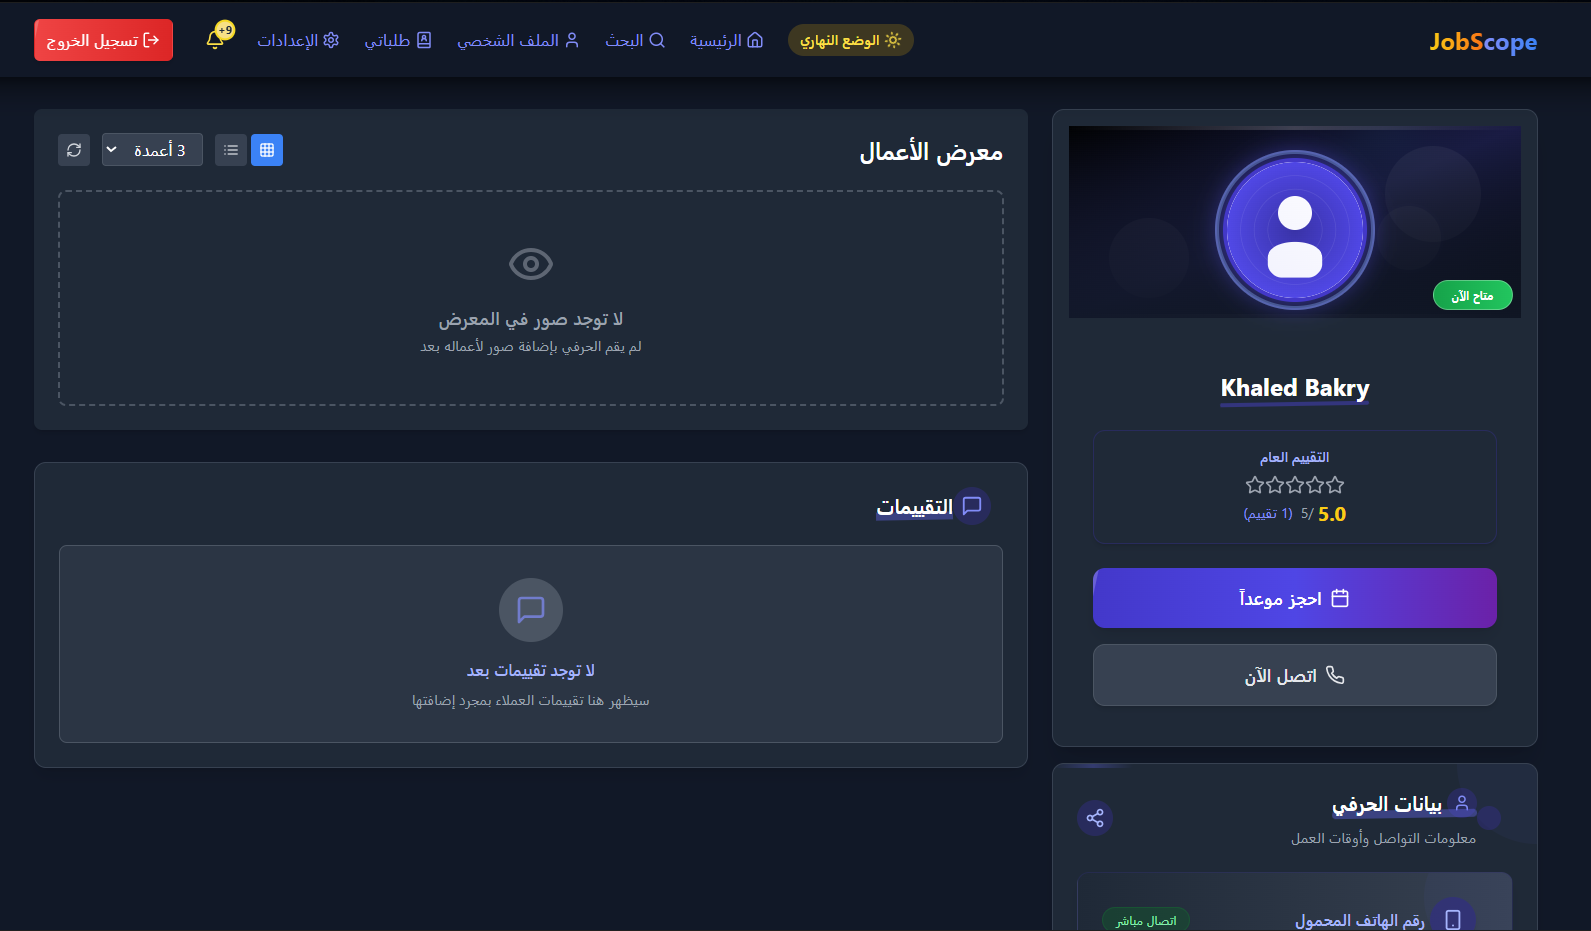 JobScope
الوضع النهاري
الرئيسية
البحث
الملف الشخصي
طلباتي
الإعدادات
9+
تسجيل الخروج
متاح الآن
Khaled Bakry
التقييم العام
5.0 /5 (1 تقييم)
احجز موعداً
اتصل الآن
بيانات الحرفي
معلومات التواصل وأوقات العمل
رقم الهاتف المحمول
اتصال مباشر
معرض الأعمال
3 أعمدة
لا توجد صور في المعرض
لم يقم الحرفي بإضافة صور لأعماله بعد
التقييمات
لا توجد تقييمات بعد
سيظهر هنا تقييمات العملاء بمجرد إضافتها